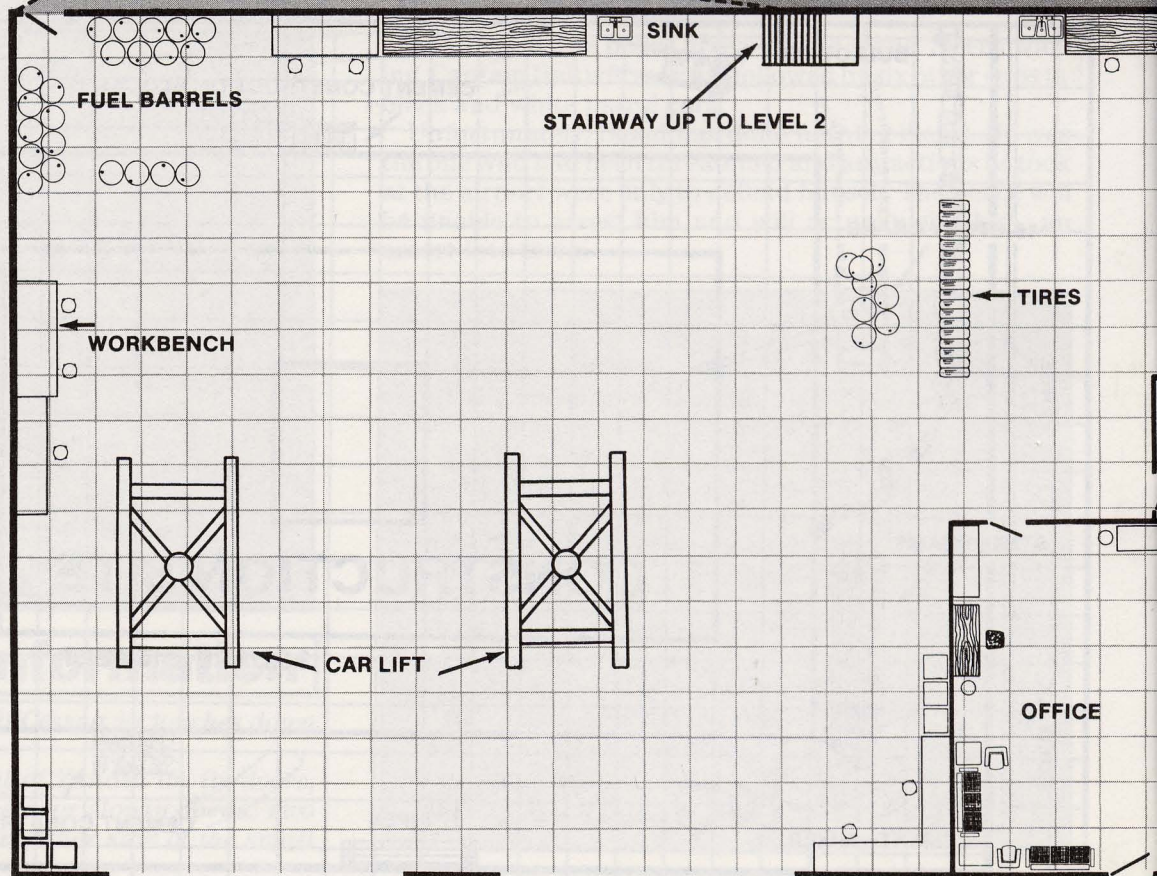 SINK
FUEL BARRELS
STAIRWAY UP TO LEVEL 2
TIRES
WORKBENCH
CAR LIFT
OFFICE